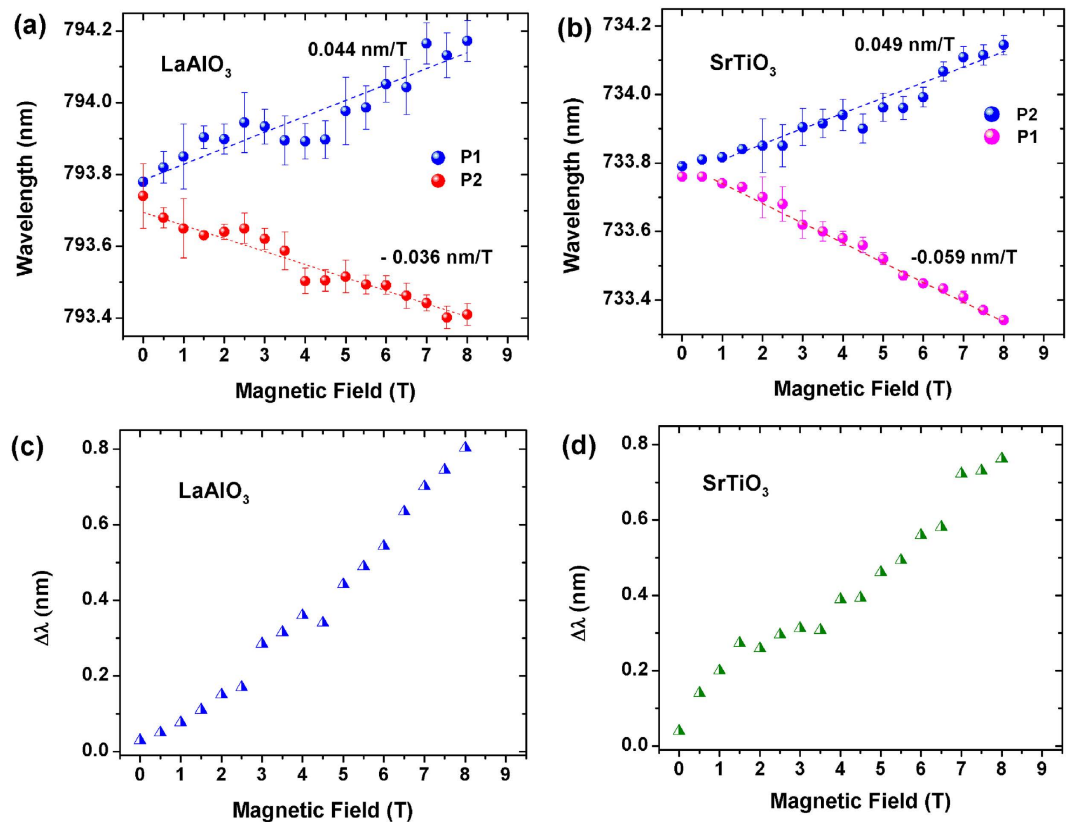 (a)
794.2
794.0
793.8
793.6
793.4
Wavelength (nm)
LaAlO₃
0.044 nm/T
P1
P2
- 0.036 nm/T
0 1 2 3 4 5 6 7 8 9
Magnetic Field (T)
(b)
734.2
734.0
733.8
733.6
733.4
Wavelength (nm)
SrTiO₃
0.049 nm/T
P2
P1
-0.059 nm/T
0 1 2 3 4 5 6 7 8 9
Magnetic Field (T)
(c)
0.8
0.6
0.4
0.2
0.0
Δλ (nm)
LaAlO₃
0 1 2 3 4 5 6 7 8 9
Magnetic Field (T)
(d)
0.8
0.6
0.4
0.2
0.0
Δλ (nm)
SrTiO₃
0 1 2 3 4 5 6 7 8 9
Magnetic Field (T)